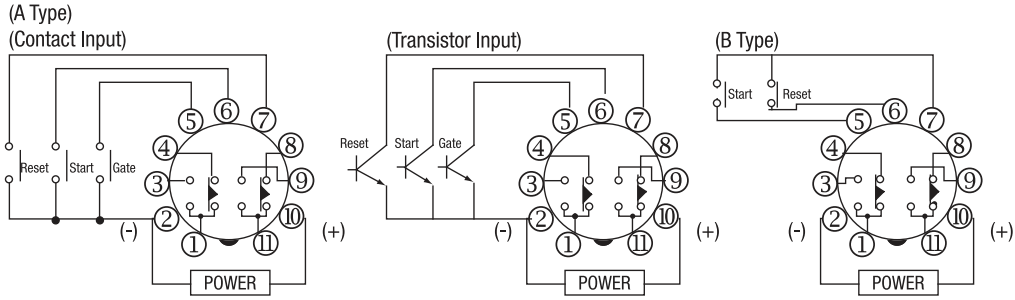 (A Type)
(Contact Input)
Reset Start Gate
5 6 7
4 8
3 9
2 10
1 11
(-) (+)
POWER
(Transistor Input)
Reset Start Gate
5 6 7
4 8
3 9
2 10
1 11
(-) (+)
POWER
(B Type)
Start Reset
5 6 7
4 8
3 9
2 10
1 11
(-) (+)
POWER